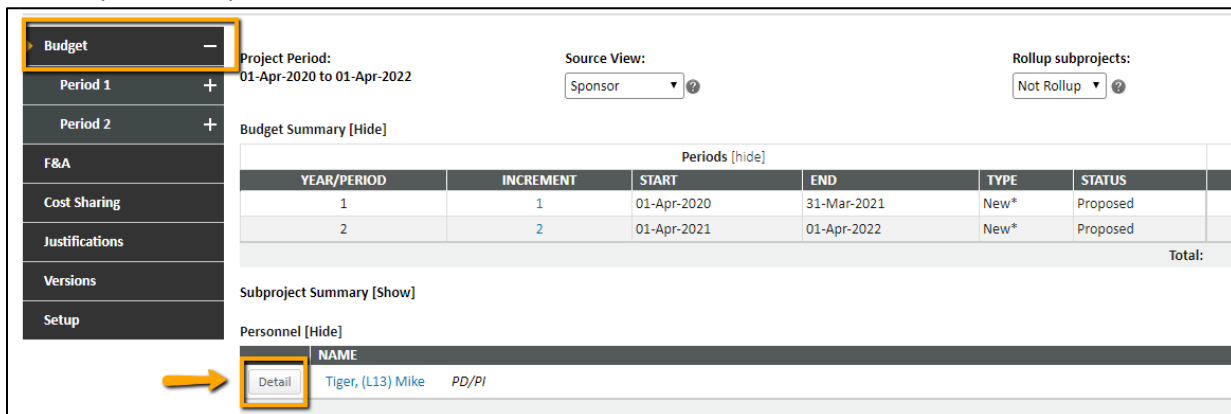 Budget −
Period 1 +
Period 2 +
F&A
Cost Sharing
Justifications
Versions
Setup
Project Period:
01-Apr-2020 to 01-Apr-2022
Source View:
Sponsor
Rollup subprojects:
Not Rollup
Budget Summary [Hide]
Periods [hide]
YEAR/PERIOD INCREMENT START END TYPE STATUS
1 1 01-Apr-2020 31-Mar-2021 New* Proposed
2 2 01-Apr-2021 01-Apr-2022 New* Proposed
Total:
Subproject Summary [Show]
Personnel [Hide]
NAME
Detail Tiger, (L13) Mike PD/PI